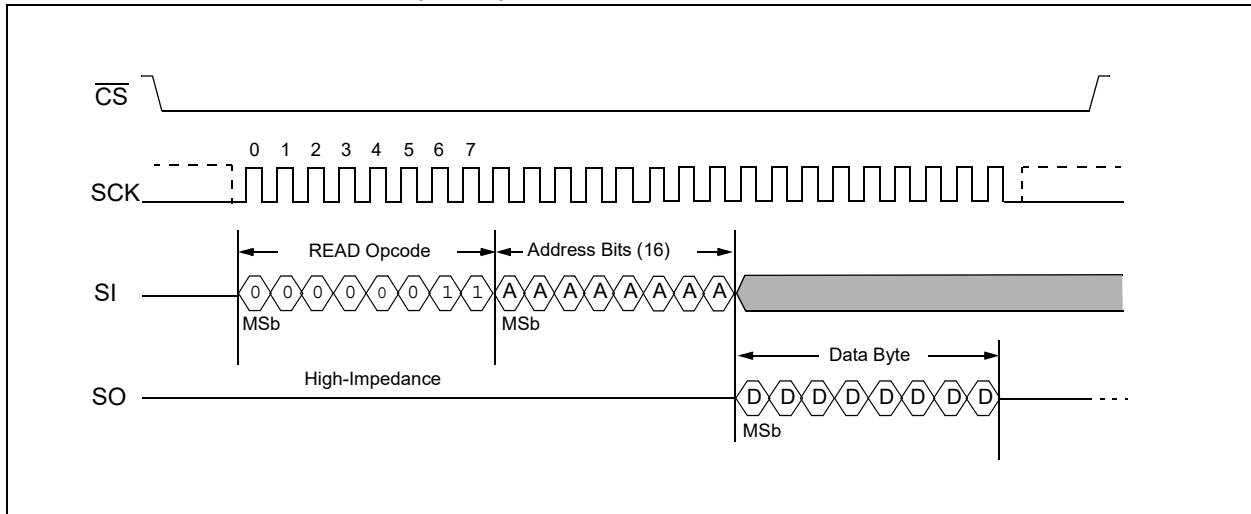 CS
0 1 2 3 4 5 6 7
SCK
READ Opcode Address Bits (16)
SI 0 0 0 0 0 0 1 1 A A A A A A A A
MSb MSb
Data Byte
High-Impedance
SO D D D D D D D D
MSb